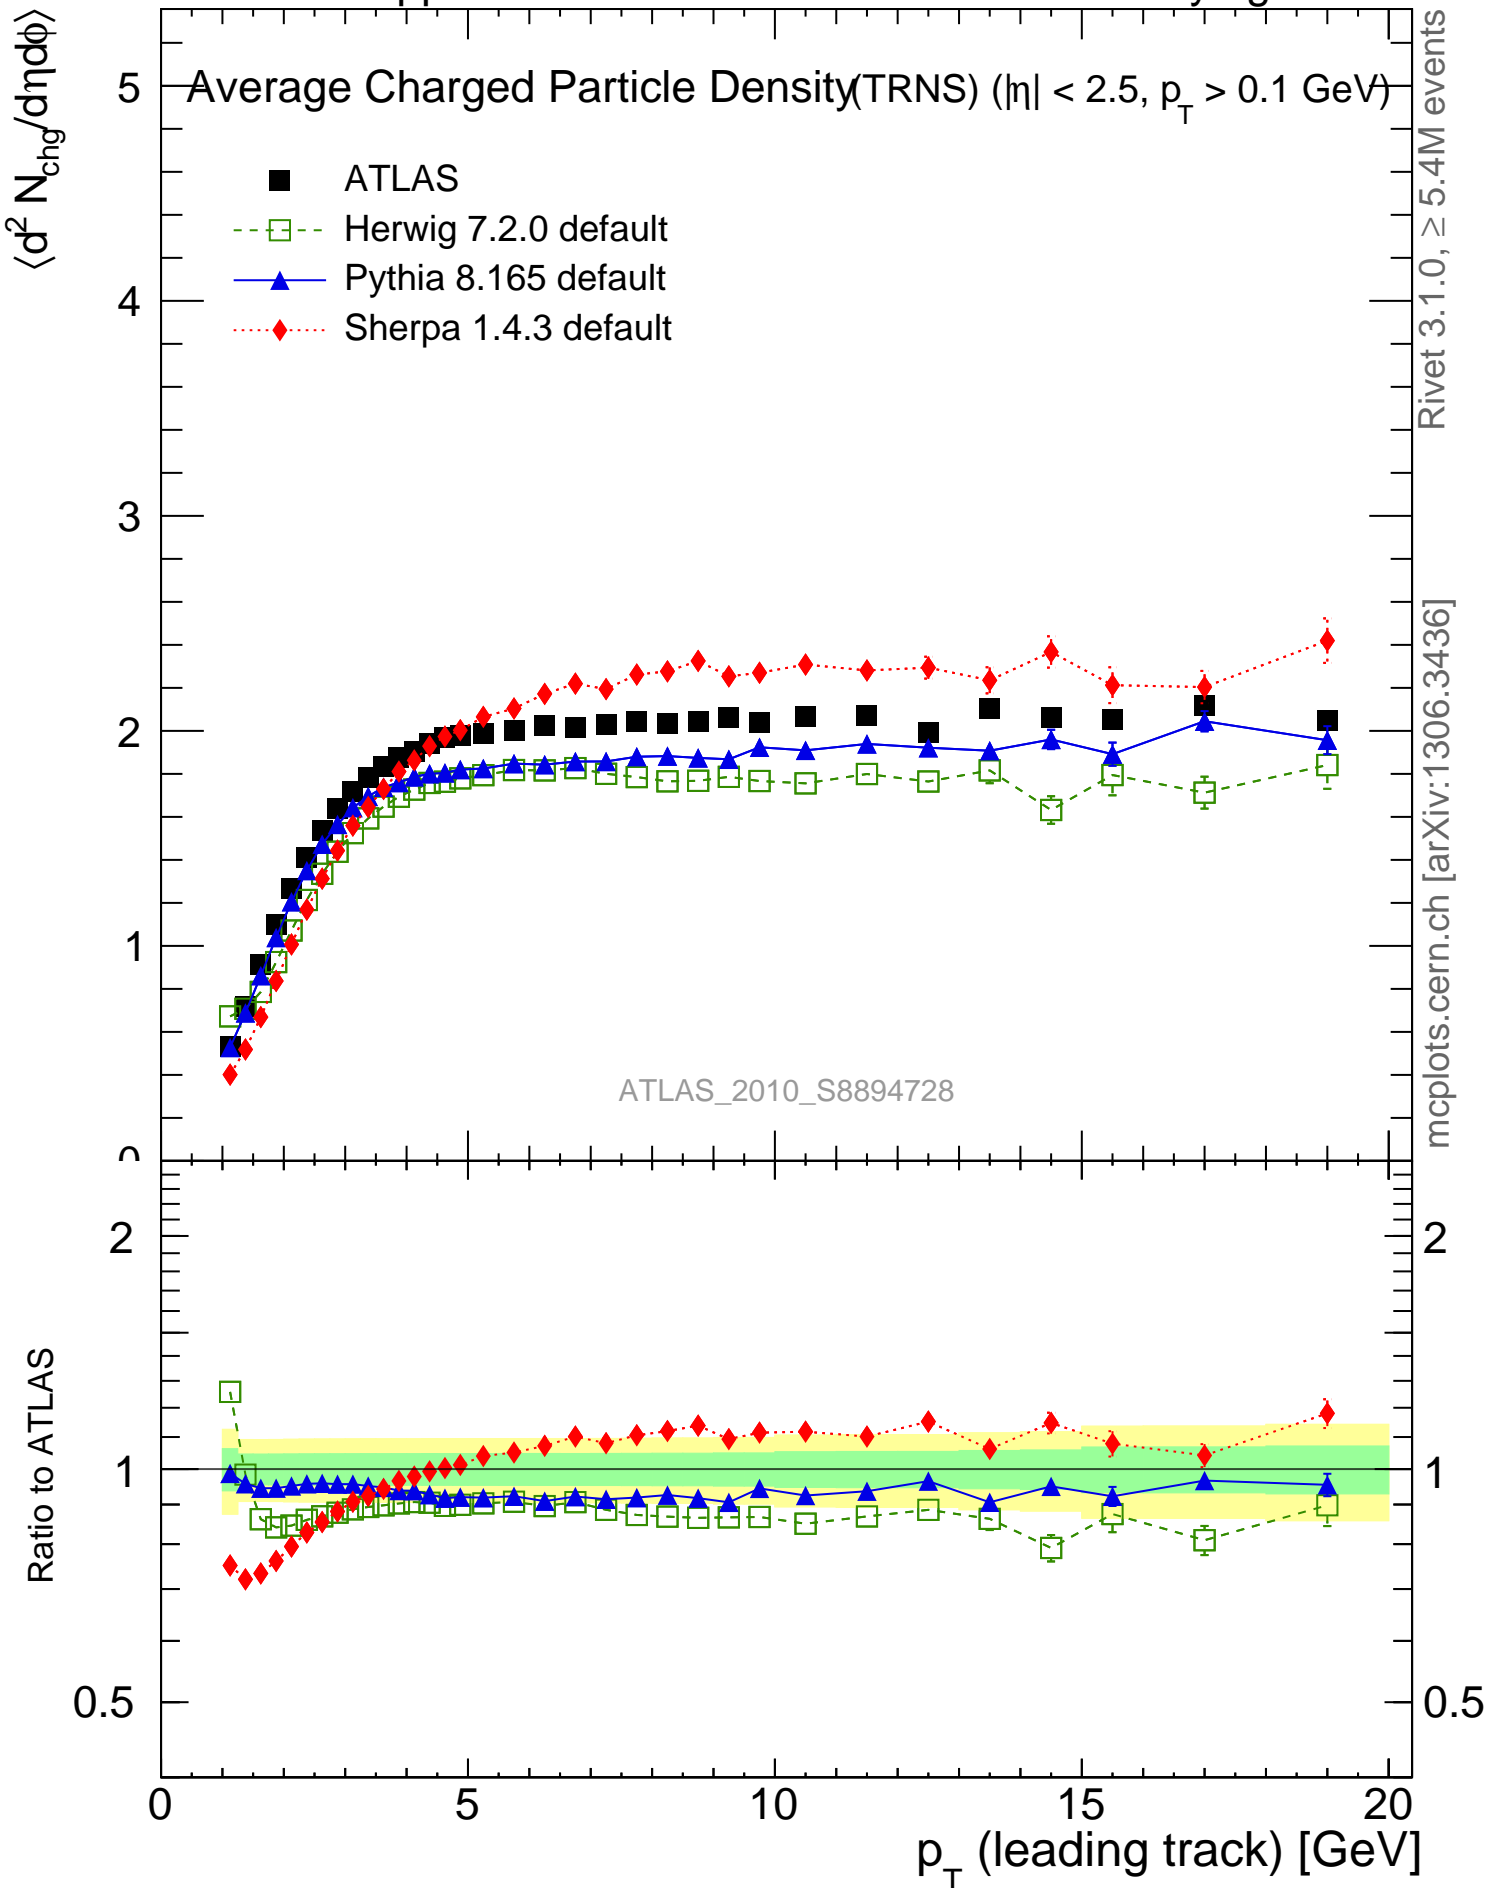 ⟨d² N_chg/dηdϕ⟩
Average Charged Particle Density (TRNS) (|η| < 2.5, p_T > 0.1 GeV)
ATLAS
Herwig 7.2.0 default
Pythia 8.165 default
Sherpa 1.4.3 default
5
4
3
2
1
0
ATLAS_2010_S8894728
Rivet 3.1.0, ≥ 5.4M events
mcplots.cern.ch [arXiv:1306.3436]
Ratio to ATLAS
2
1
0.5
2
1
0.5
0 5 10 15 20
p_T (leading track) [GeV]